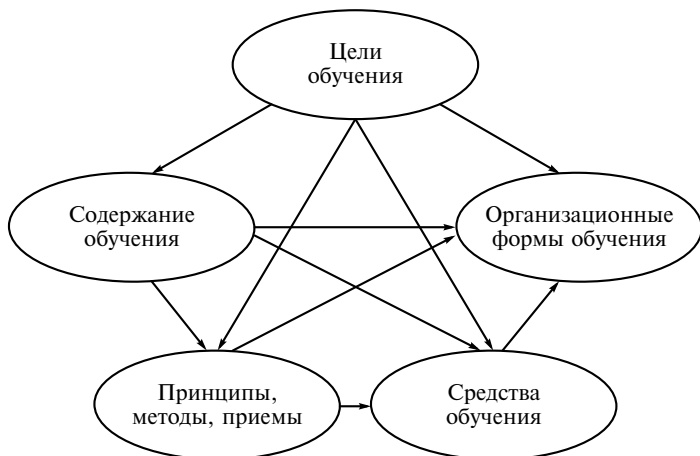 Цели
обучения
Содержание
обучения
Организационные
формы обучения
Принципы,
методы, приемы
Средства
обучения